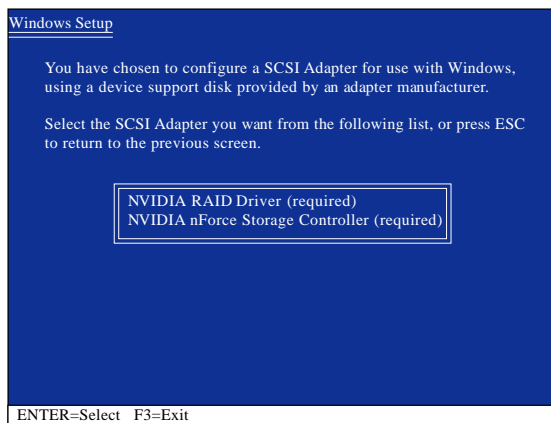 Windows Setup
You have chosen to configure a SCSI Adapter for use with Windows,
using a device support disk provided by an adapter manufacturer.
Select the SCSI Adapter you want from the following list, or press ESC
to return to the previous screen.
NVIDIA RAID Driver (required)
NVIDIA nForce Storage Controller (required)
ENTER=Select F3=Exit